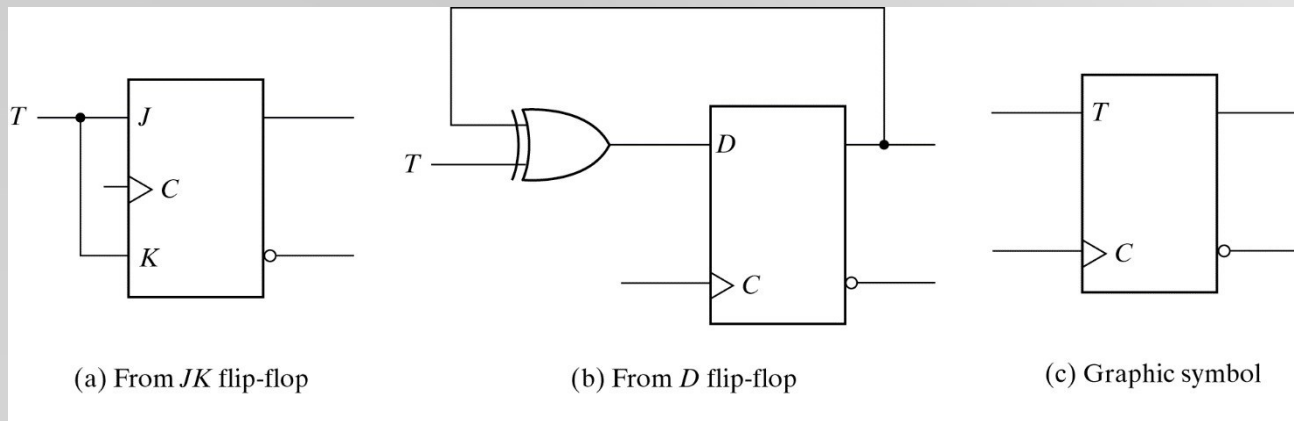 T
J
C
K
(a) From JK flip-flop
T
D
C
(b) From D flip-flop
T
C
(c) Graphic symbol